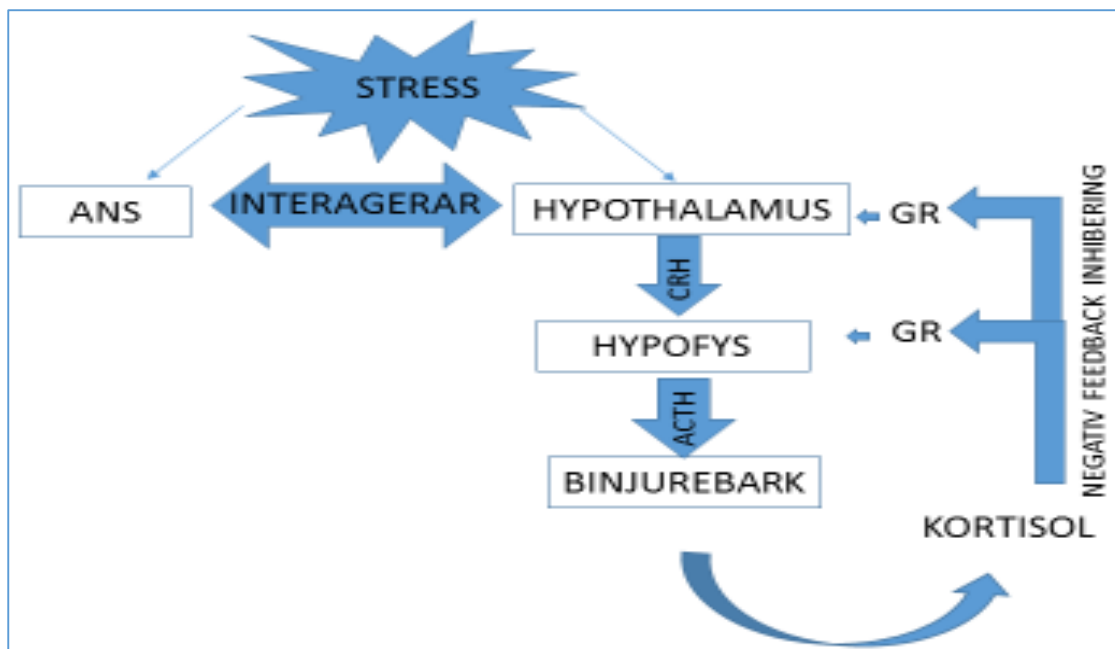 STRESS
ANS
INTERAGERAR
HYPOTHALAMUS
GR
CRH
HYPOFYS
GR
ACTH
BINJUREBARK
KORTISOL
NEGATIV FEEDBACK INHIBERING